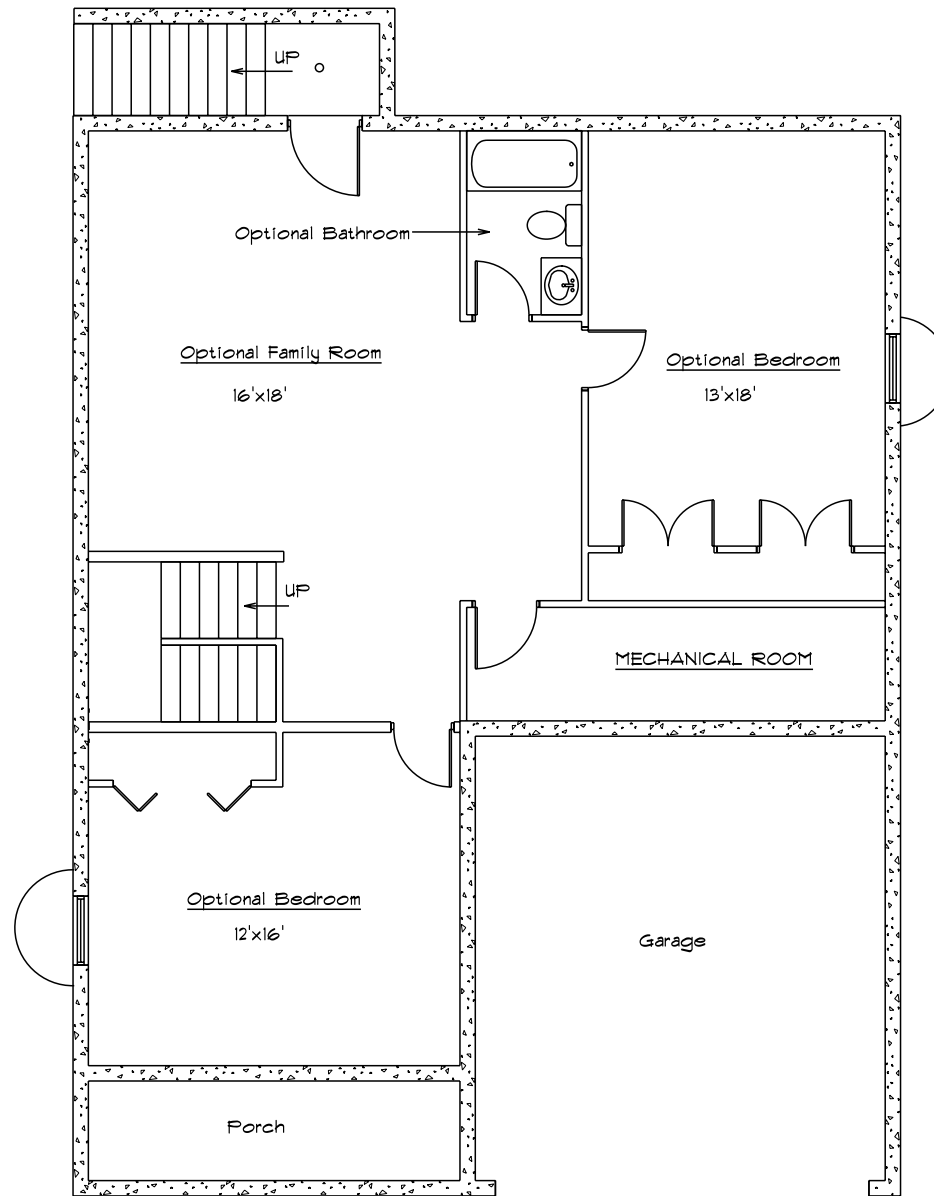 UP
Optional Bathroom
Optional Family Room
16'x18'
Optional Bedroom
13'x18'
UP
MECHANICAL ROOM
Optional Bedroom
12'x16'
Garage
Porch